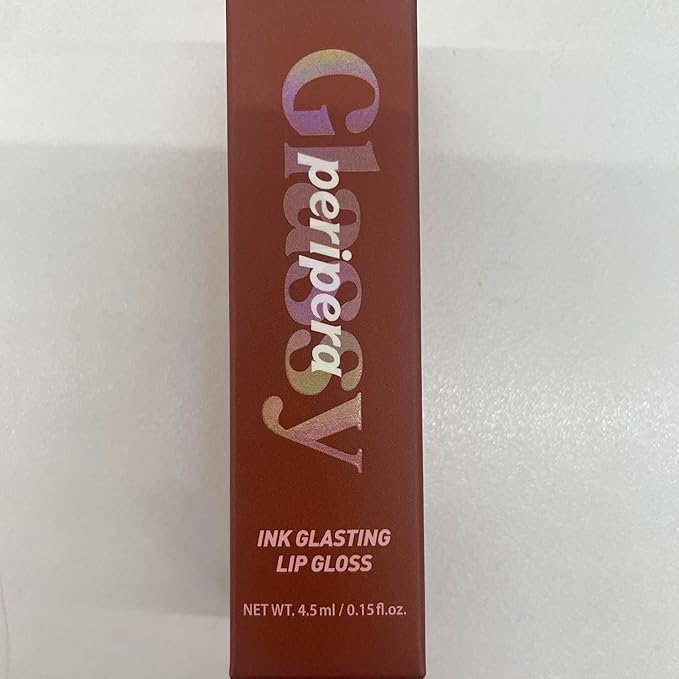 Glassy
peripera
INK GLASTING
LIP GLOSS
NET WT. 4.5 ml / 0.15 fl.oz.